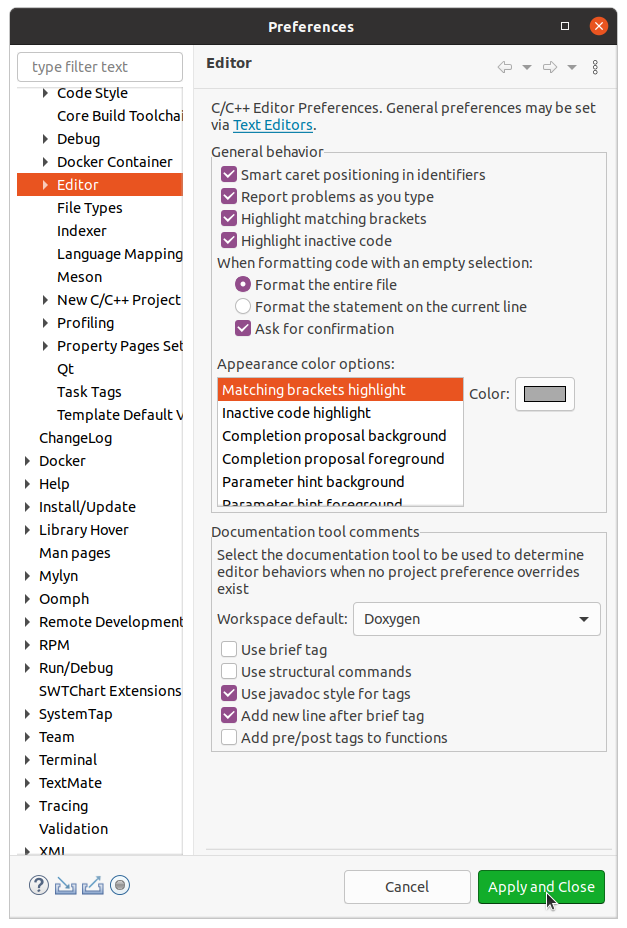 Preferences
type filter text
Code Style
Core Build Toolchai
Debug
Docker Container
Editor
File Types
Indexer
Language Mapping
Meson
New C/C++ Project
Profiling
Property Pages Set
Qt
Task Tags
Template Default V
ChangeLog
Docker
Help
Install/Update
Library Hover
Man pages
Mylyn
Oomph
Remote Development
RPM
Run/Debug
SWTChart Extensions
SystemTap
Team
Terminal
TextMate
Tracing
Validation
XML
Editor
C/C++ Editor Preferences. General preferences may be set
via Text Editors.
General behavior
Smart caret positioning in identifiers
Report problems as you type
Highlight matching brackets
Highlight inactive code
When formatting code with an empty selection:
Format the entire file
Format the statement on the current line
Ask for confirmation
Appearance color options:
Matching brackets highlight
Inactive code highlight
Completion proposal background
Completion proposal foreground
Parameter hint background
Parameter hint foreground
Color:
Documentation tool comments
Select the documentation tool to be used to determine
editor behaviors when no project preference overrides
exist
Workspace default: Doxygen
Use brief tag
Use structural commands
Use javadoc style for tags
Add new line after brief tag
Add pre/post tags to functions
?
Cancel
Apply and Close